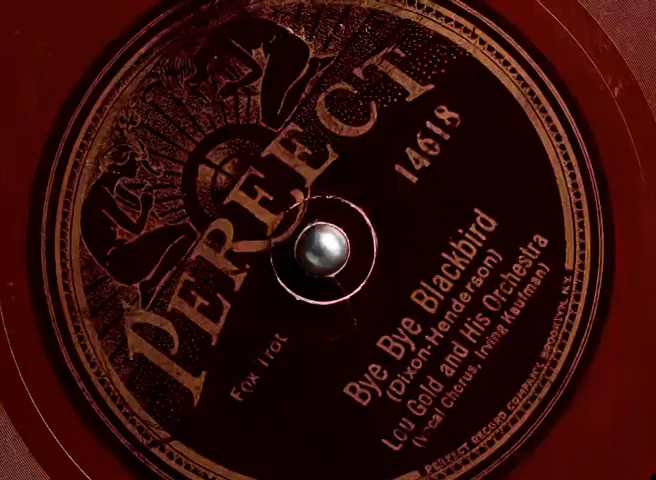 PERFECT
14618
Fox Trot
Bye Bye Blackbird
(Dixon-Henderson)
Lou Gold and His Orchestra
(Vocal Chorus, Irving Kaufman)
PERFECT RECORD COMPANY, BROOKLYN, N.Y.